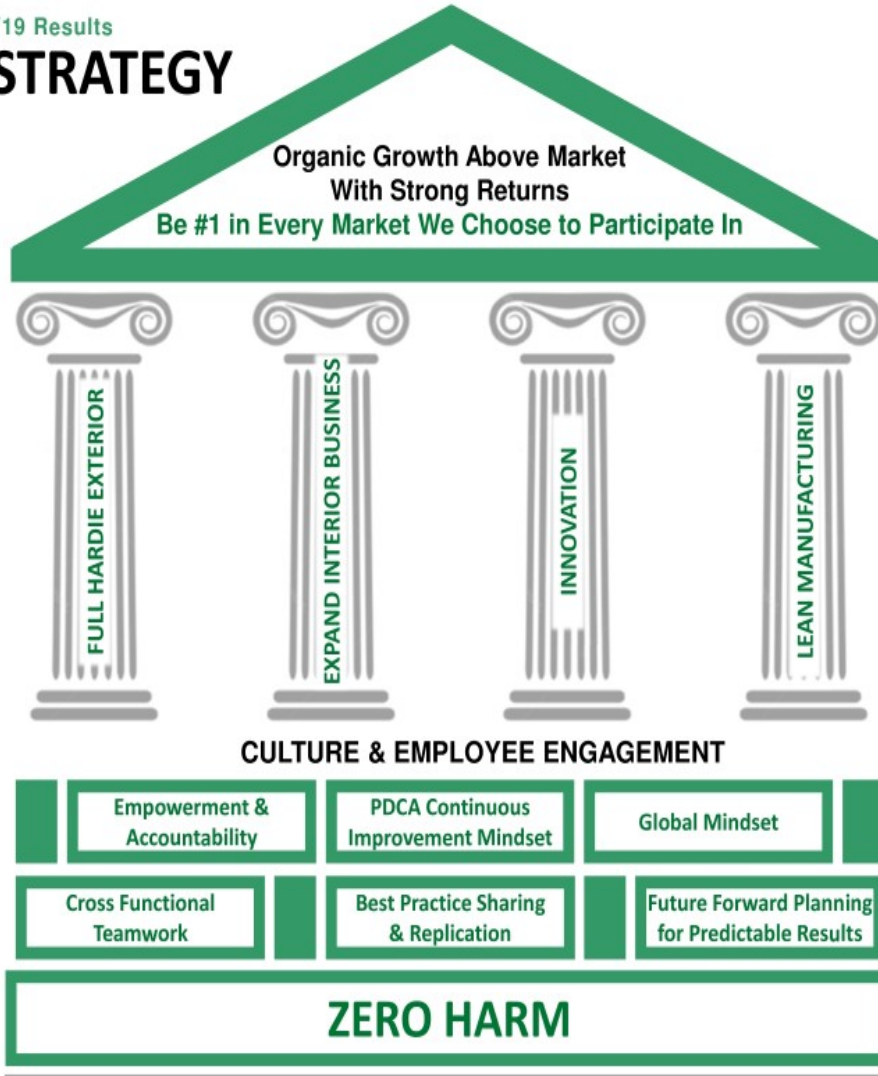 19 Results
STRATEGY
Organic Growth Above Market
With Strong Returns
Be #1 in Every Market We Choose to Participate In
FULL HARDIE EXTERIOR
EXPAND INTERIOR BUSINESS
INNOVATION
LEAN MANUFACTURING
CULTURE & EMPLOYEE ENGAGEMENT
Empowerment &
Accountability
PDCA Continuous
Improvement Mindset
Global Mindset
Cross Functional
Teamwork
Best Practice Sharing
& Replication
Future Forward Planning
for Predictable Results
ZERO HARM